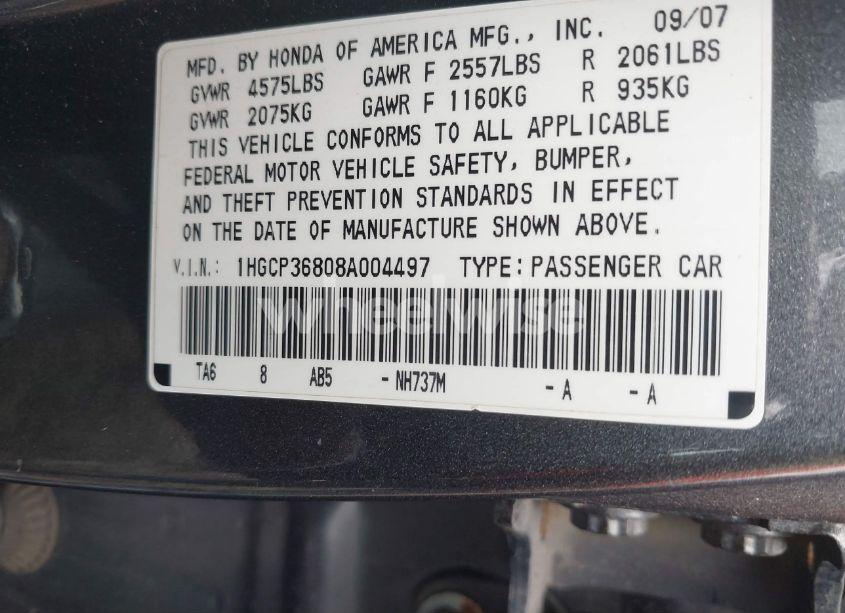 MFD. BY HONDA OF AMERICA MFG., INC. 09/07
GVWR 4575LBS GAWR F 2557LBS R 2061LBS
GVWR 2075KG GAWR F 1160KG R 935KG
THIS VEHICLE CONFORMS TO ALL APPLICABLE
FEDERAL MOTOR VEHICLE SAFETY, BUMPER,
AND THEFT PREVENTION STANDARDS IN EFFECT
ON THE DATE OF MANUFACTURE SHOWN ABOVE.
V.I.N.: 1HGCP36808A004497 TYPE: PASSENGER CAR
wheelwise
TA6 8 AB5 - NH737M - A - A